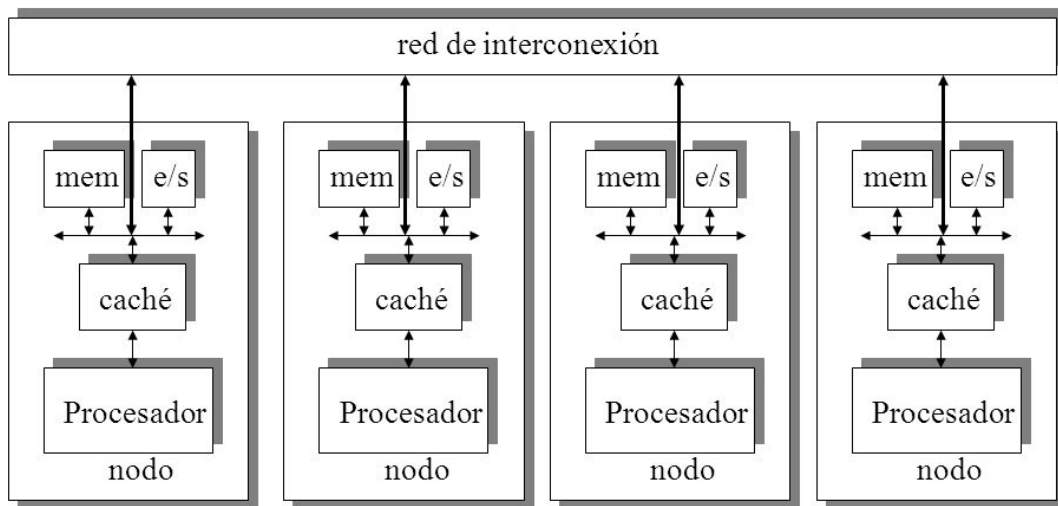 red de interconexión
mem e/s mem e/s mem e/s mem e/s
caché caché caché caché
Procesador Procesador Procesador Procesador
nodo nodo nodo nodo